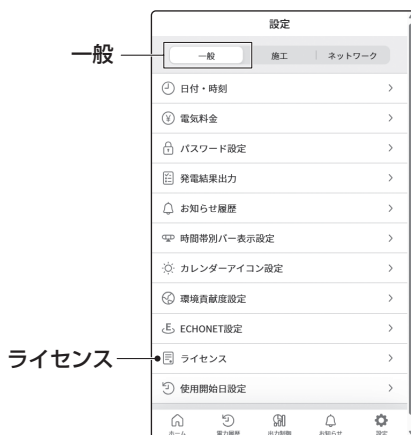 設定
一般
一般 施工 ネットワーク
日付・時刻
電気料金
パスワード設定
発電結果出力
お知らせ履歴
時間帯別バー表示設定
カレンダーアイコン設定
環境貢献度設定
ECHONET設定
ライセンス
ライセンス
使用開始日設定
ホーム 電力履歴 出力制御 お知らせ 設定